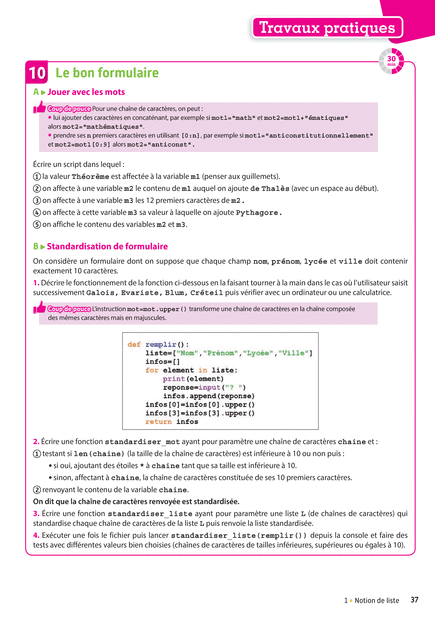 Travaux pratiques
30
min
10 Le bon formulaire
A ▸ Jouer avec les mots
Coup de pouce Pour une chaîne de caractères, on peut :
• lui ajouter des caractères en concaténant, par exemple si mot1="math" et mot2=mot1+"ématiques"
alors mot2="mathématiques".
• prendre ses n premiers caractères en utilisant [0:n], par exemple si mot1="anticonstitutionnellement"
et mot2=mot1[0:9] alors mot2="anticonst".
Écrire un script dans lequel :
① la valeur Théorème est affectée à la variable m1 (penser aux guillemets).
② on affecte à une variable m2 le contenu de m1 auquel on ajoute de Thalès (avec un espace au début).
③ on affecte à une variable m3 les 12 premiers caractères de m2.
④ on affecte à cette variable m3 sa valeur à laquelle on ajoute Pythagore.
⑤ on affiche le contenu des variables m2 et m3.
B ▸ Standardisation de formulaire
On considère un formulaire dont on suppose que chaque champ nom, prénom, lycée et ville doit contenir
exactement 10 caractères.
1. Décrire le fonctionnement de la fonction ci-dessous en la faisant tourner à la main dans le cas où l'utilisateur saisit
successivement Galois, Evariste, Blum, Créteil puis vérifier avec un ordinateur ou une calculatrice.
Coup de pouce L'instruction mot=mot.upper() transforme une chaîne de caractères en la chaîne composée
des mêmes caractères mais en majuscules.
def remplir():
liste=["Nom","Prénom","Lycée","Ville"]
infos=[]
for element in liste:
print(element)
reponse=input("? ")
infos.append(reponse)
infos[0]=infos[0].upper()
infos[3]=infos[3].upper()
return infos
2. Écrire une fonction standardiser_mot ayant pour paramètre une chaîne de caractères chaine et :
① testant si len(chaine) (la taille de la chaîne de caractères) est inférieure à 10 ou non puis :
• si oui, ajoutant des étoiles * à chaine tant que sa taille est inférieure à 10.
• sinon, affectant à chaine, la chaîne de caractères constituée de ses 10 premiers caractères.
② renvoyant le contenu de la variable chaine.
On dit que la chaîne de caractères renvoyée est standardisée.
3. Écrire une fonction standardiser_liste ayant pour paramètre une liste L (de chaînes de caractères) qui
standardise chaque chaîne de caractères de la liste L puis renvoie la liste standardisée.
4. Exécuter une fois le fichier puis lancer standardiser_liste(remplir()) depuis la console et faire des
tests avec différentes valeurs bien choisies (chaînes de caractères de tailles inférieures, supérieures ou égales à 10).
1 • Notion de liste 37